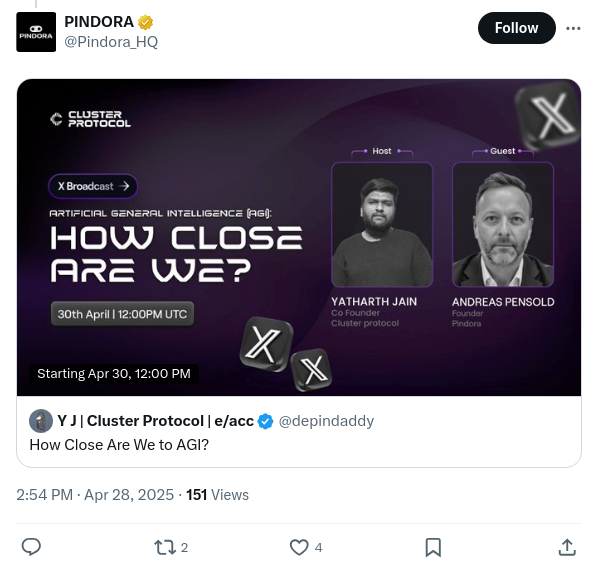 PINDORA
@Pindora_HQ
Follow
PINDORA
CLUSTER
PROTOCOL
X Broadcast →
ARTIFICIAL GENERAL INTELLIGENCE (AGI):
HOW CLOSE
ARE WE?
30th April | 12:00PM UTC
Host
Guest
YATHARTH JAIN
Co Founder
Cluster protocol
ANDREAS PENSOLD
Founder
Pindora
Starting Apr 30, 12:00 PM
Y J | Cluster Protocol | e/acc @depindaddy
How Close Are We to AGI?
2:54 PM · Apr 28, 2025 · 151 Views
2
4